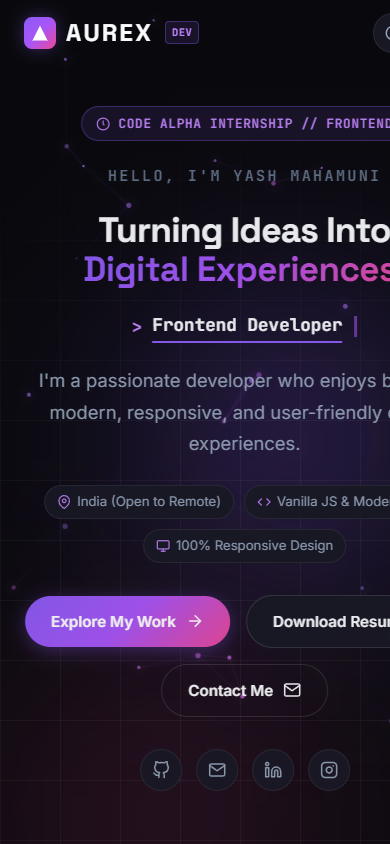 AUREX DEV
CODE ALPHA INTERNSHIP // FRONTEND
HELLO, I'M YASH MAHAMUNI
Turning Ideas Into
Digital Experiences
> Frontend Developer
I'm a passionate developer who enjoys b
modern, responsive, and user-friendly
experiences.
India (Open to Remote) Vanilla JS & Mode
100% Responsive Design
Explore My Work → Download Resu
Contact Me